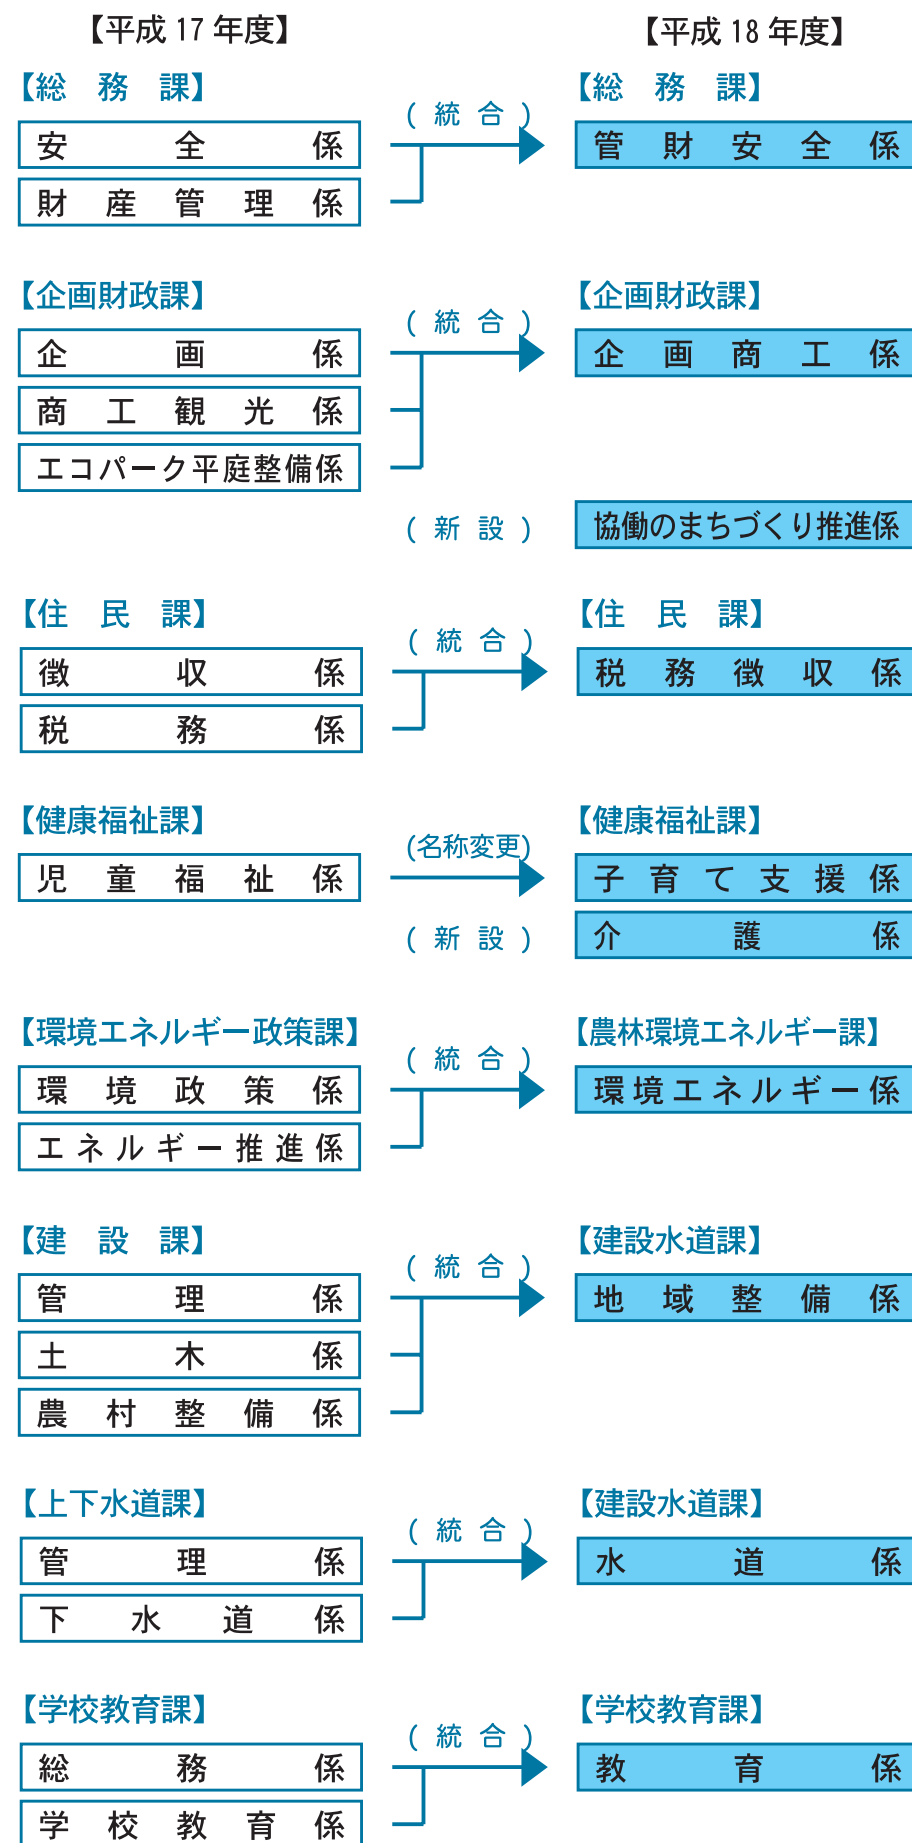 【平成 17 年度】
【平成 18 年度】
【総務課】
(統合)
【総務課】
安全係
管財安全係
財産管理係
【企画財政課】
(統合)
【企画財政課】
企画係
企画商工係
商工観光係
エコパーク平庭整備係
(新設)
協働のまちづくり推進係
【住民課】
(統合)
【住民課】
徴収係
税務徴収係
税務係
【健康福祉課】
(名称変更)
【健康福祉課】
児童福祉係
子育て支援係
(新設)
介護係
【環境エネルギー政策課】
(統合)
【農林環境エネルギー課】
環境政策係
環境エネルギー係
エネルギー推進係
【建設課】
(統合)
【建設水道課】
管理係
地域整備係
土木係
農村整備係
【上下水道課】
(統合)
【建設水道課】
管理係
水道係
下水道係
【学校教育課】
(統合)
【学校教育課】
総務係
教育係
学校教育係